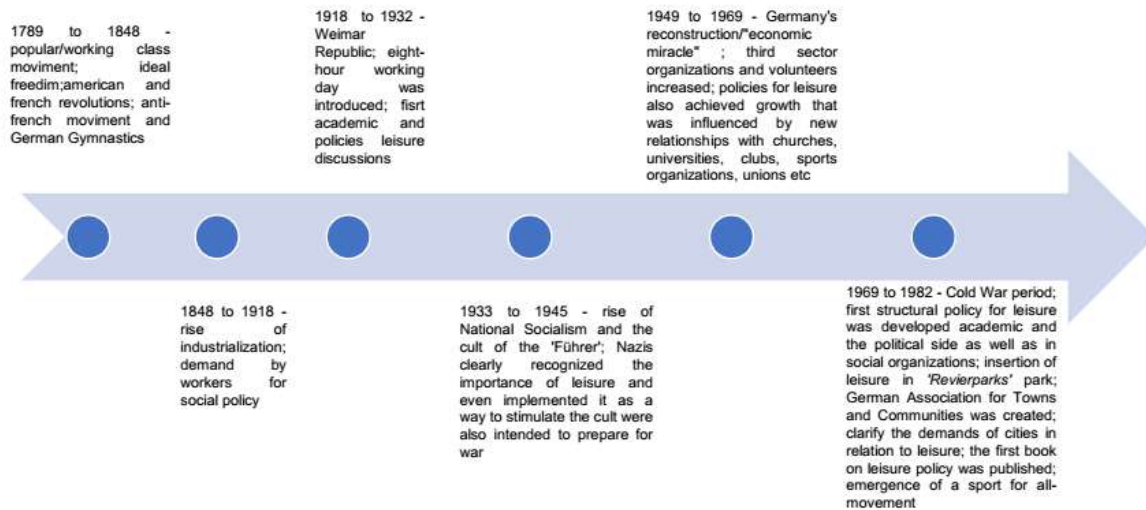 1789 to 1848 -
popular/working class
moviment; ideal
freedim;american and
french revolutions; anti-
french moviment and
German Gymnastics
1848 to 1918 -
rise of
industrialization;
demand by
workers for
social policy
1918 to 1932 -
Weimar
Republic; eight-
hour working
day was
introduced; fisrt
academic and
policies leisure
discussions
1933 to 1945 - rise of
National Socialism and the
cult of the 'Führer'; Nazis
clearly recognized the
importance of leisure and
even implemented it as a
way to stimulate the cult were
also intended to prepare for
war
1949 to 1969 - Germany's
reconstruction/"economic
miracle" ; third sector
organizations and volunteers
increased; policies for leisure
also achieved growth that
was influenced by new
relationships with churches,
universities, clubs, sports
organizations, unions etc
1969 to 1982 - Cold War period;
first structural policy for leisure
was developed academic and
the political side as well as in
social organizations; insertion of
leisure in 'Revierparks' park;
German Association for Towns
and Communities was created;
clarify the demands of cities in
relation to leisure; the first book
on leisure policy was published;
emergence of a sport for all-
movement